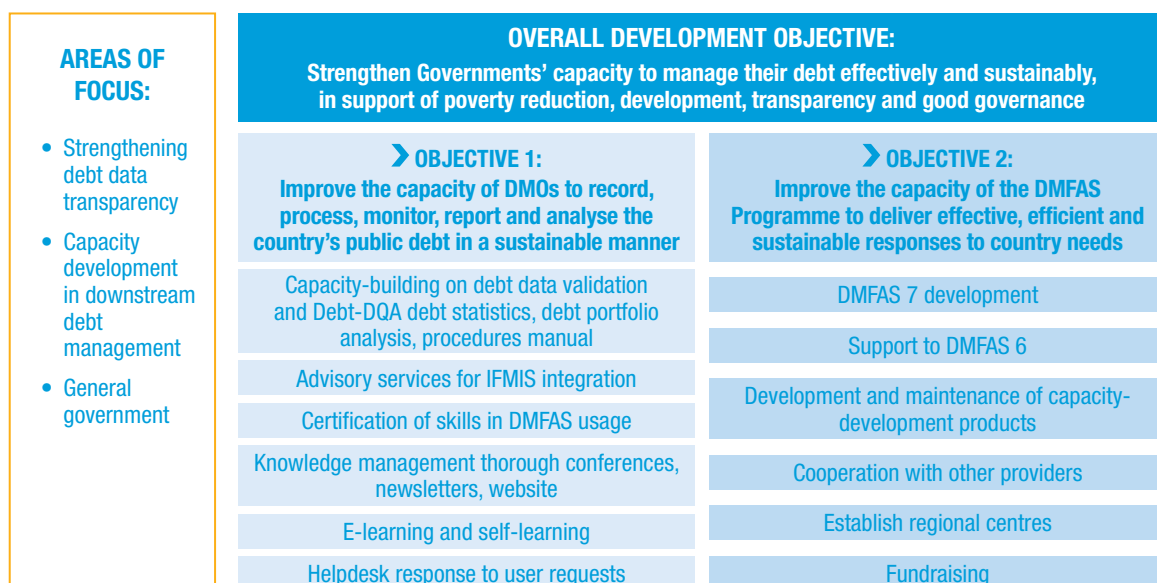 AREAS OF
FOCUS:
• Strengthening
debt data
transparency
• Capacity
development
in downstream
debt
management
• General
government
OVERALL DEVELOPMENT OBJECTIVE:
Strengthen Governments' capacity to manage their debt effectively and sustainably,
in support of poverty reduction, development, transparency and good governance
OBJECTIVE 1:
Improve the capacity of DMOs to record,
process, monitor, report and analyse the
country's public debt in a sustainable manner
Capacity-building on debt data validation
and Debt-DQA debt statistics, debt portfolio
analysis, procedures manual
Advisory services for IFMIS integration
Certification of skills in DMFAS usage
Knowledge management thorough conferences,
newsletters, website
E-learning and self-learning
Helpdesk response to user requests
OBJECTIVE 2:
Improve the capacity of the DMFAS
Programme to deliver effective, efficient and
sustainable responses to country needs
DMFAS 7 development
Support to DMFAS 6
Development and maintenance of capacity-
development products
Cooperation with other providers
Establish regional centres
Fundraising